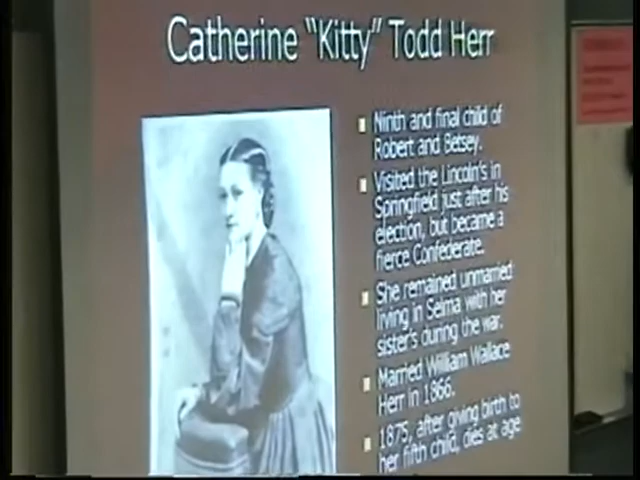 Catherine "Kitty" Todd Herr
Ninth and final child of
Robert and Betsey.
Visited the Lincoln's in
Springfield just after his
election, but became a
fierce Confederate.
She remained unmarried
living in Selma with her
sister's during the war.
Married William Wallace
Herr in 1866.
1875, after giving birth to
her fifth child, dies at age